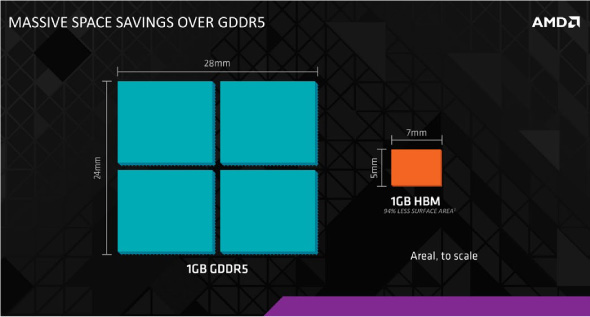 MASSIVE SPACE SAVINGS OVER GDDR5
AMD
28mm
24mm
1GB GDDR5
7mm
5mm
1GB HBM
94% LESS SURFACE AREA
Areal, to scale